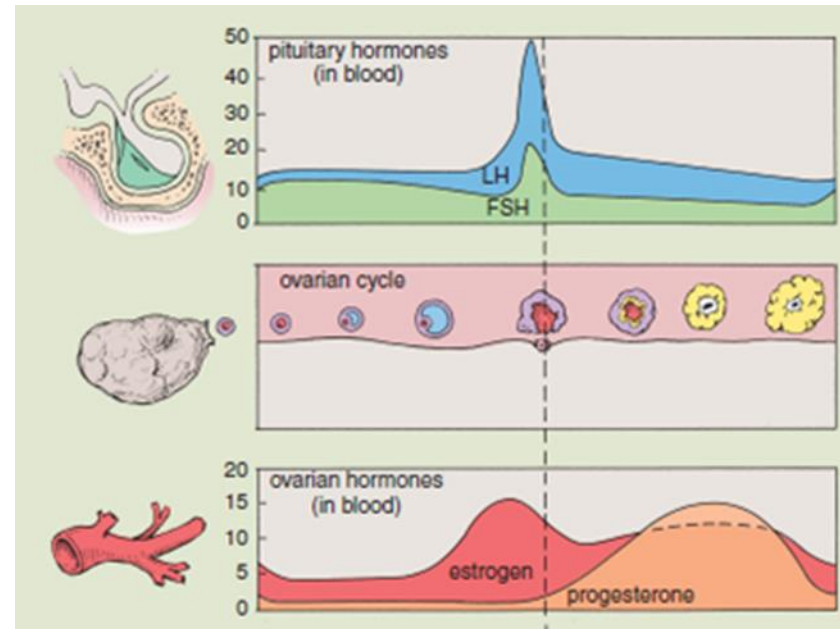 50
pituitary hormones
(in blood)
40
30
20
LH
10
FSH
0
ovarian cycle
20
ovarian hormones
(in blood)
15
10
estrogen
5
progesterone
0